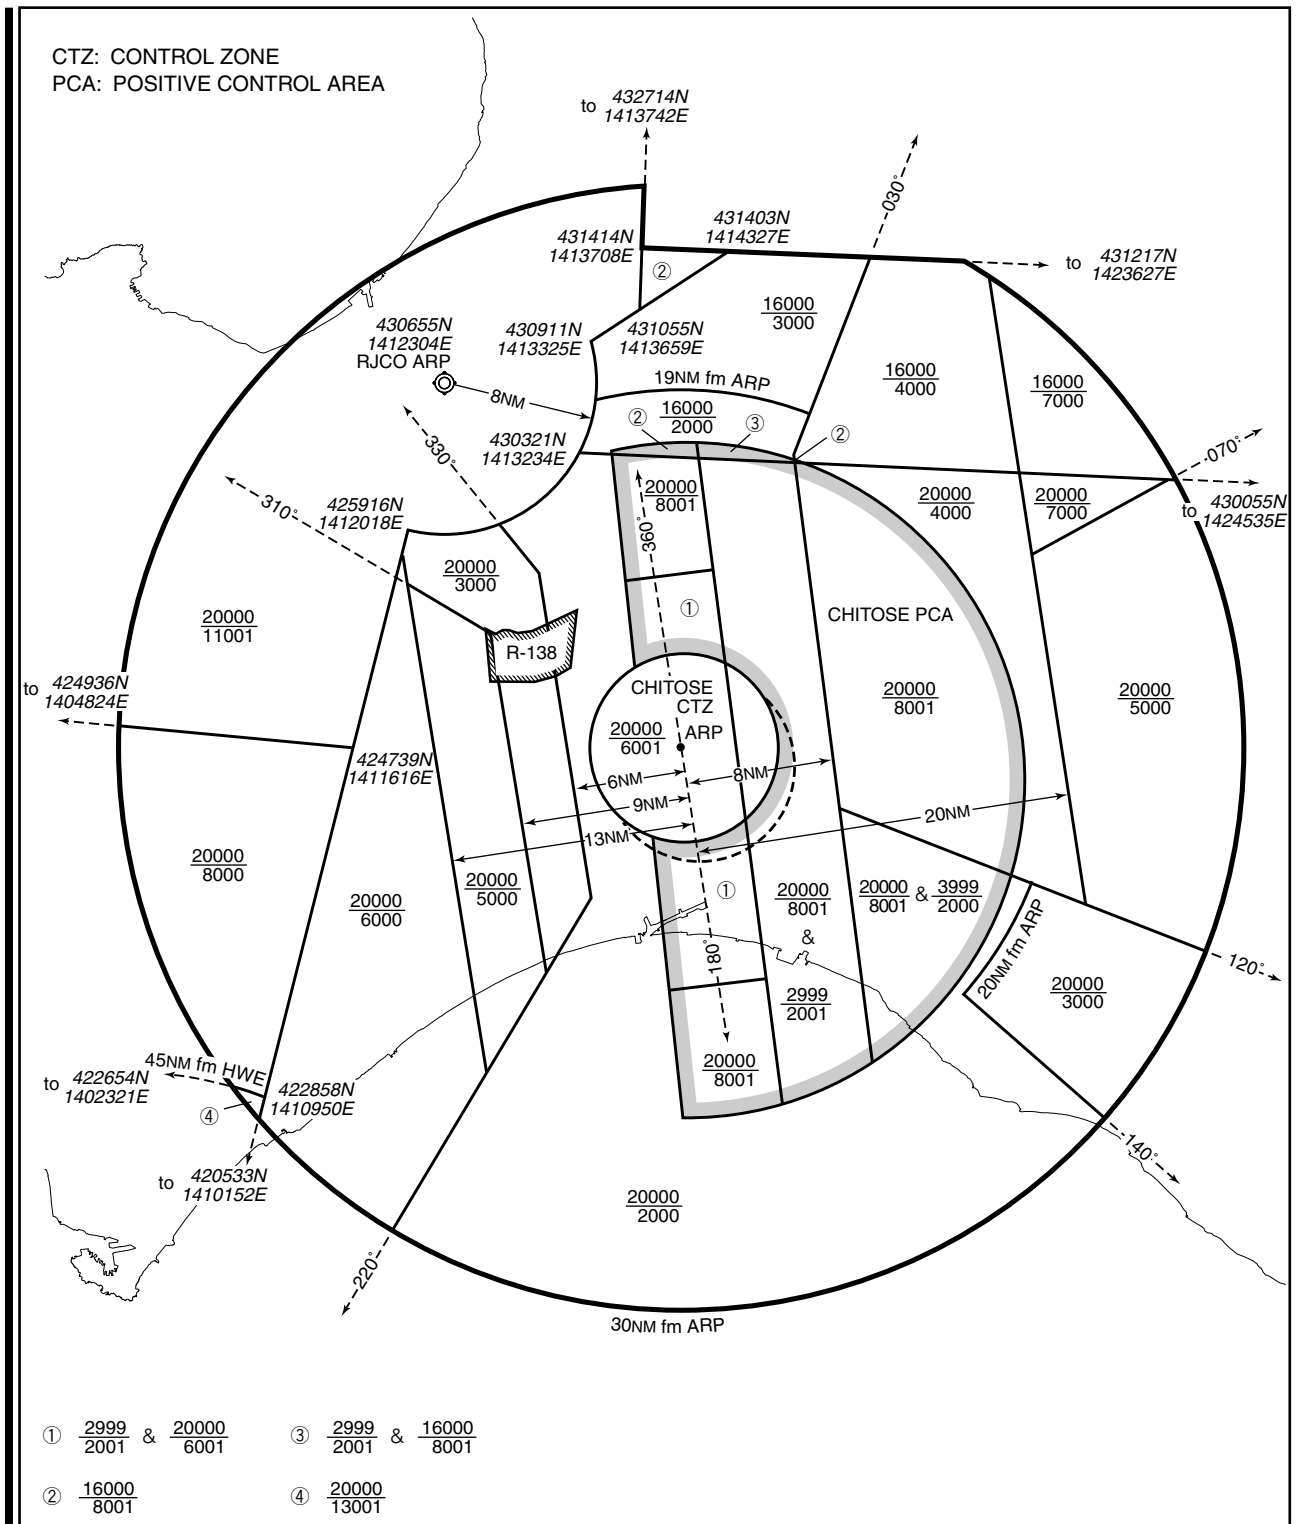 CTZ: CONTROL ZONE
PCA: POSITIVE CONTROL AREA
to 432714N
1413742E
030°
431403N
1414327E
431414N
1413708E
②
to 431217N
1423627E
16000
3000
430655N
1412304E
RJCO ARP
430911N
1413325E
431055N
1413659E
16000
4000
16000
7000
19NM fm ARP
8NM
②
16000
2000
③
②
330°
430321N
1413234E
070°
310°
425916N
1412018E
20000
8001
20000
4000
20000
7000
to 430055N
1424535E
360°
20000
3000
①
CHITOSE PCA
20000
11001
R-138
to 424936N
1404824E
CHITOSE
CTZ
20000
8001
20000
5000
20000
6001
ARP
424739N
1411616E
6NM
8NM
9NM
20NM
13NM
20000
8000
20000
5000
①
20000
8001
&
2999
2001
20000
8001
&
3999
2000
20000
6000
180°
20NM fm ARP
120°
20000
3000
45NM fm HWE
20000
8001
to 422654N
1402321E
④
422858N
1410950E
140°
to 420533N
1410152E
20000
2000
220°
30NM fm ARP
① 2999
2001
& 20000
6001
③ 2999
2001
& 16000
8001
② 16000
8001
④ 20000
13001